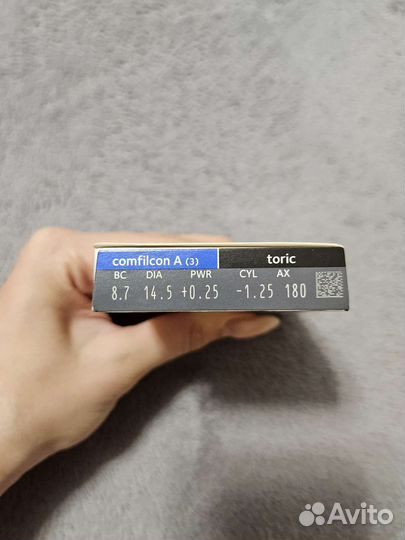 comfilcon A (3) toric
BC DIA PWR CYL AX
8.7 14.5 +0.25 -1.25 180
Avito